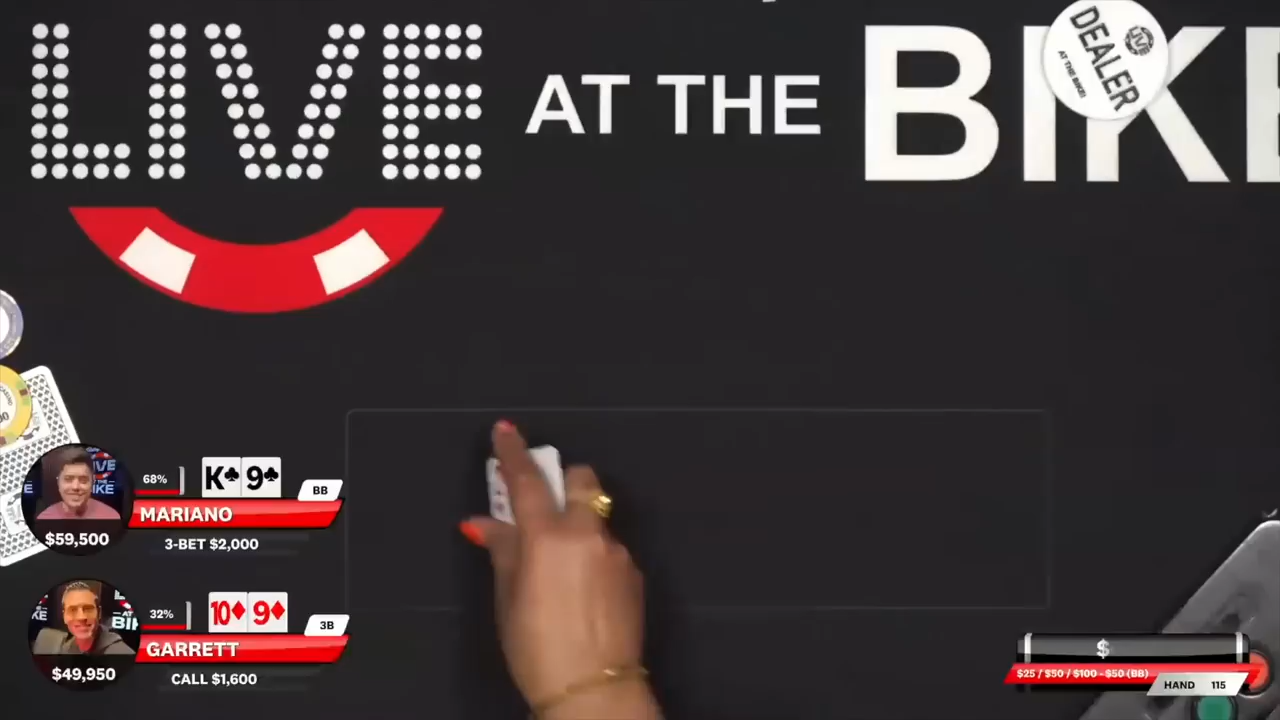 LIVE AT THE BIKE
DEALER
LIVE
AT THE BIKE!
68%
K♣ 9♣
BB
MARIANO
$59,500
3-BET $2,000
32%
10♦ 9♦
3B
GARRETT
$49,950
CALL $1,600
$
$25 / $50 / $100 - $50 (BB)
HAND 115